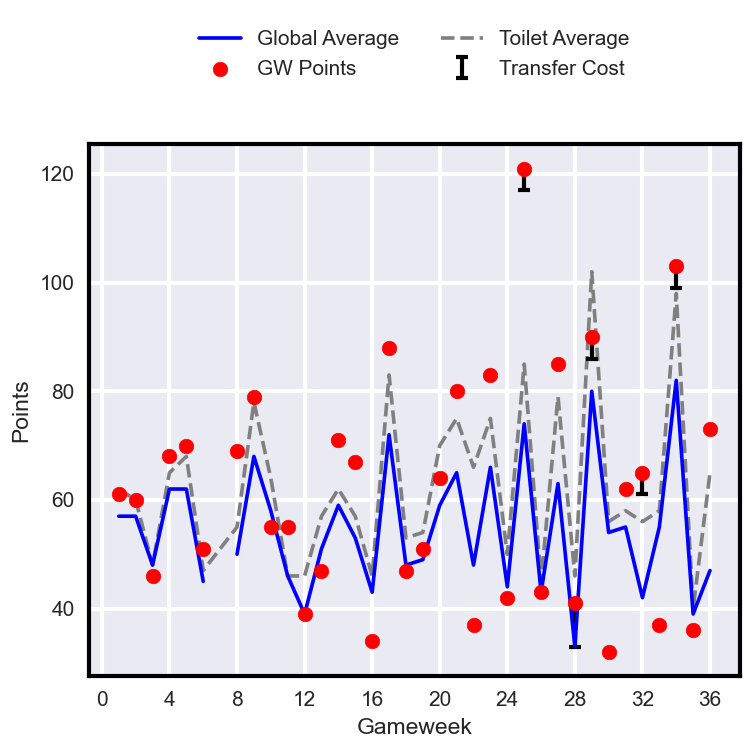 Global Average Toilet Average
GW Points Transfer Cost
120
100
80
60
40
Points
0 4 8 12 16 20 24 28 32 36
Gameweek